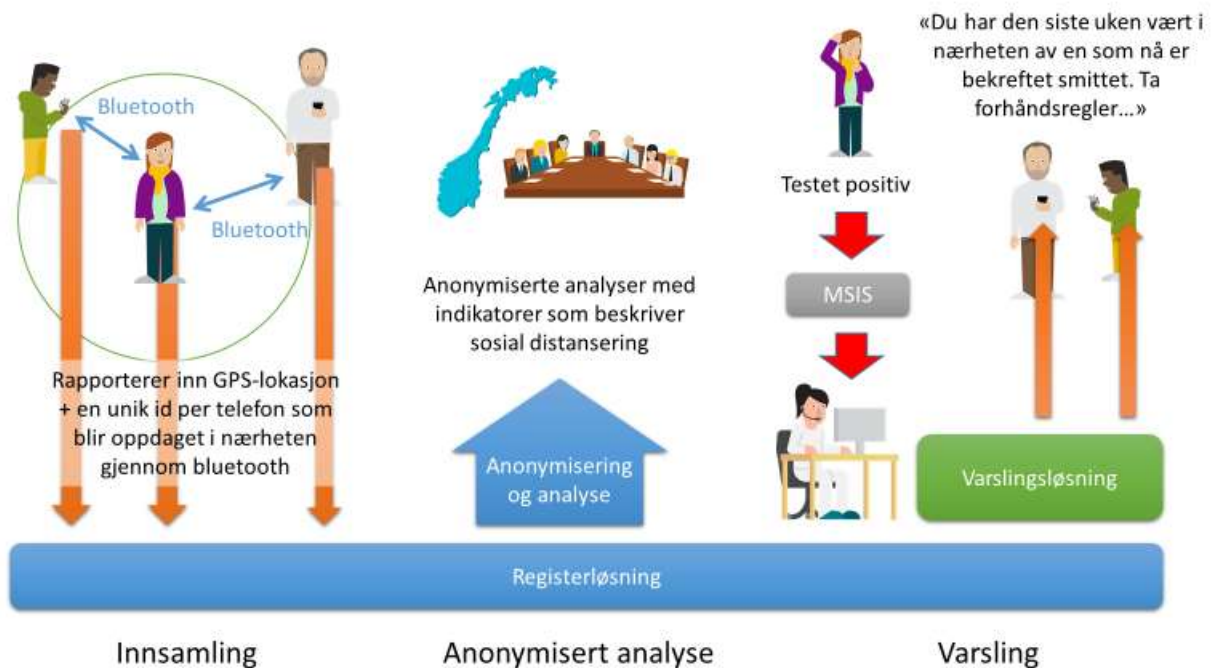 Bluetooth
Bluetooth
Rapporterer inn GPS-lokasjon
+ en unik id per telefon som
blir oppdaget i nærheten
gjennom bluetooth
Anonymiserte analyser med
indikatorer som beskriver
sosial distansering
Anonymisering
og analyse
Testet positiv
MSIS
«Du har den siste uken vært i
nærheten av en som nå er
bekreftet smittet. Ta
forhåndsregler...»
Varslingsløsning
Registerløsning
Innsamling
Anonymisert analyse
Varsling